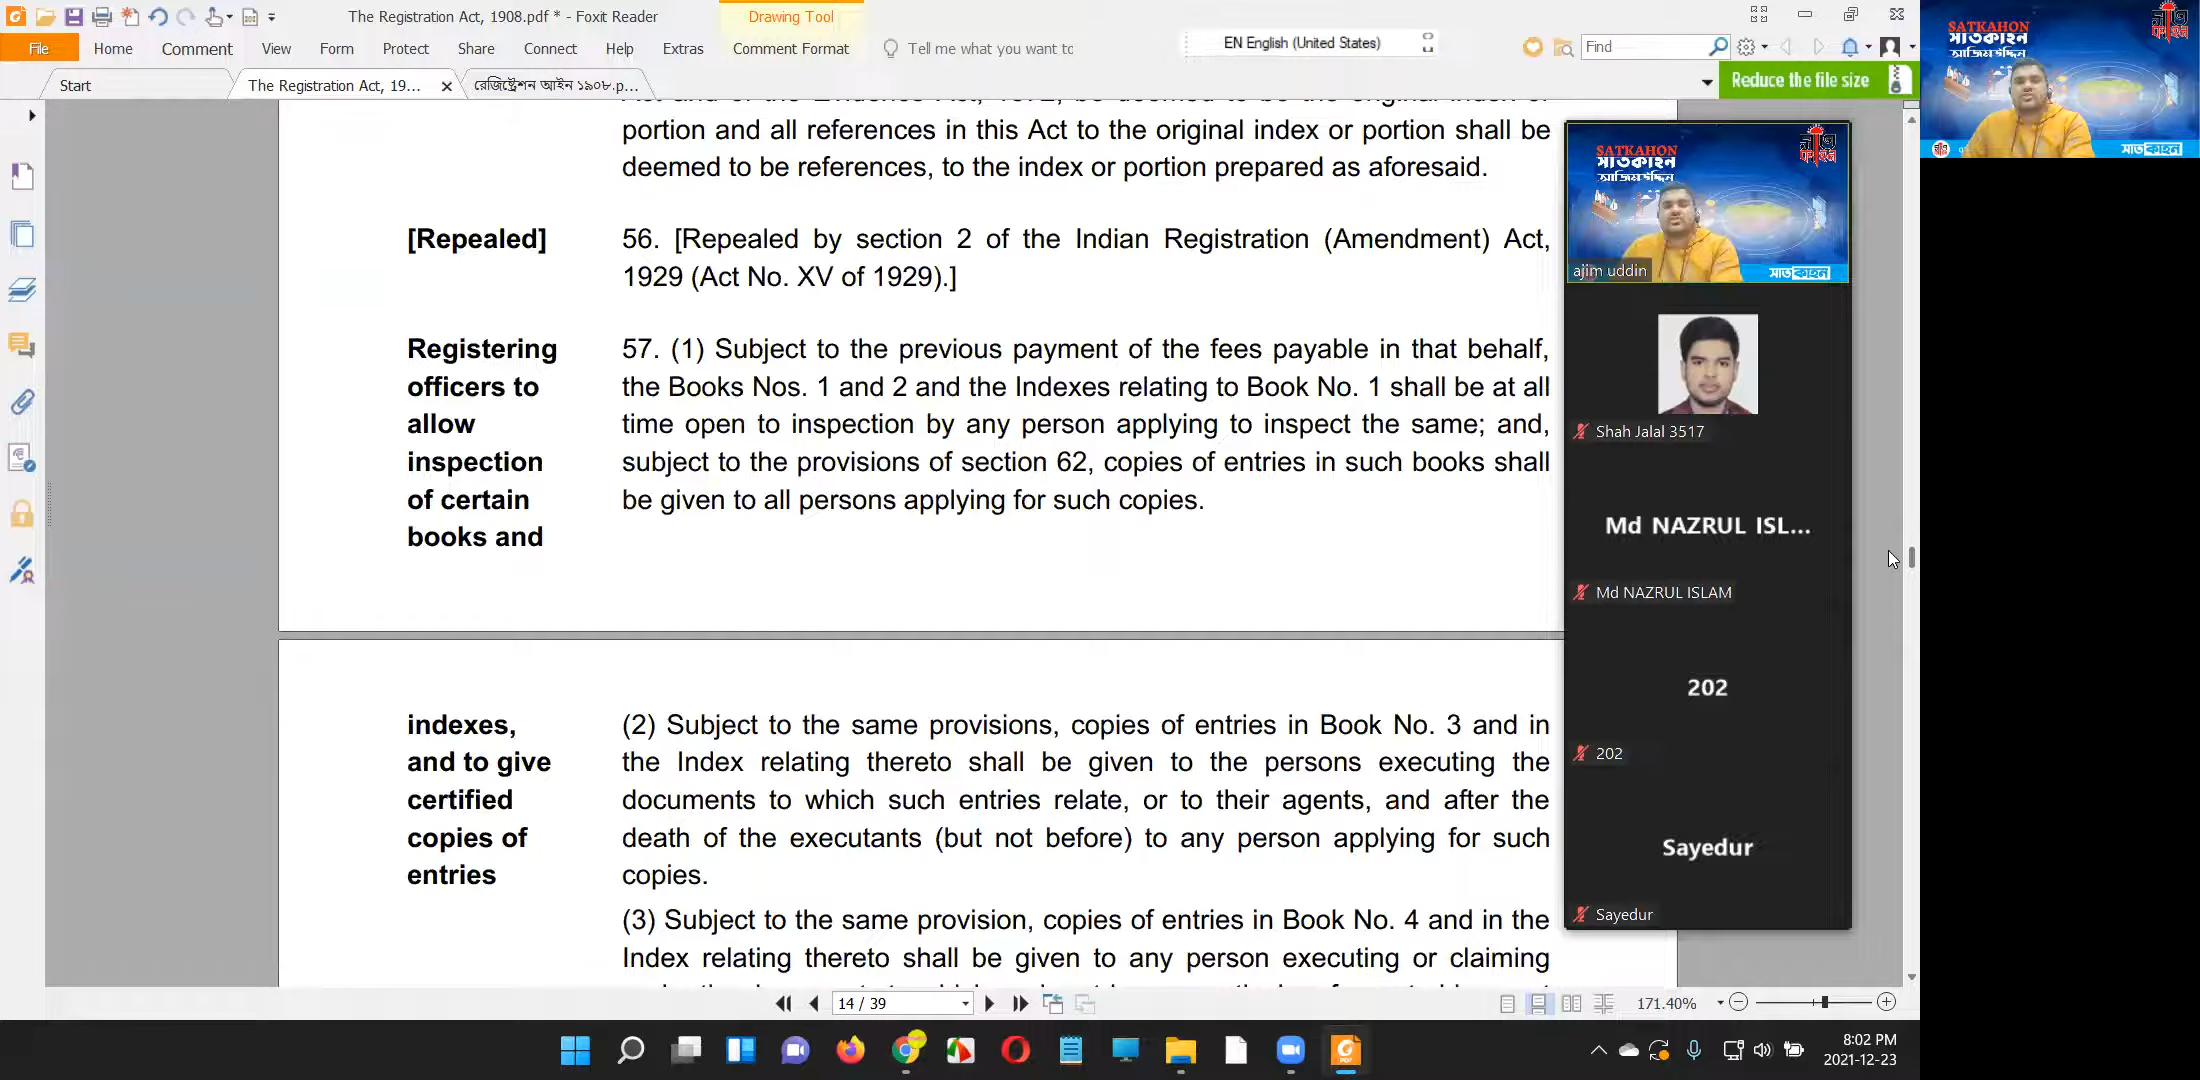 The Registration Act, 1908.pdf * - Foxit Reader
Drawing Tool
File Home Comment View Form Protect Share Connect Help Extras Comment Format Tell me what you want to
EN English (United States)
Find
Start
The Registration Act, 19...
রেজিস্ট্রেশন আইন ১৯০৮.p...
Reduce the file size
portion and all references in this Act to the original index or portion shall be
deemed to be references, to the index or portion prepared as aforesaid.
[Repealed]
56. [Repealed by section 2 of the Indian Registration (Amendment) Act,
1929 (Act No. XV of 1929).]
Registering
officers to
allow
inspection
of certain
books and
57. (1) Subject to the previous payment of the fees payable in that behalf,
the Books Nos. 1 and 2 and the Indexes relating to Book No. 1 shall be at all
time open to inspection by any person applying to inspect the same; and,
subject to the provisions of section 62, copies of entries in such books shall
be given to all persons applying for such copies.
indexes,
and to give
certified
copies of
entries
(2) Subject to the same provisions, copies of entries in Book No. 3 and in
the Index relating thereto shall be given to the persons executing the
documents to which such entries relate, or to their agents, and after the
death of the executants (but not before) to any person applying for such
copies.
(3) Subject to the same provision, copies of entries in Book No. 4 and in the
Index relating thereto shall be given to any person executing or claiming
SATKAHON
সাতকাহন
আজিম উদ্দিন
সাতকাহন
ajim uddin
Shah Jalal 3517
Md NAZRUL ISL...
Md NAZRUL ISLAM
202
202
Sayedur
Sayedur
SATKAHON
সাতকাহন
আজিম উদ্দিন
সাতকাহন
14 / 39
171.40%
8:02 PM
2021-12-23